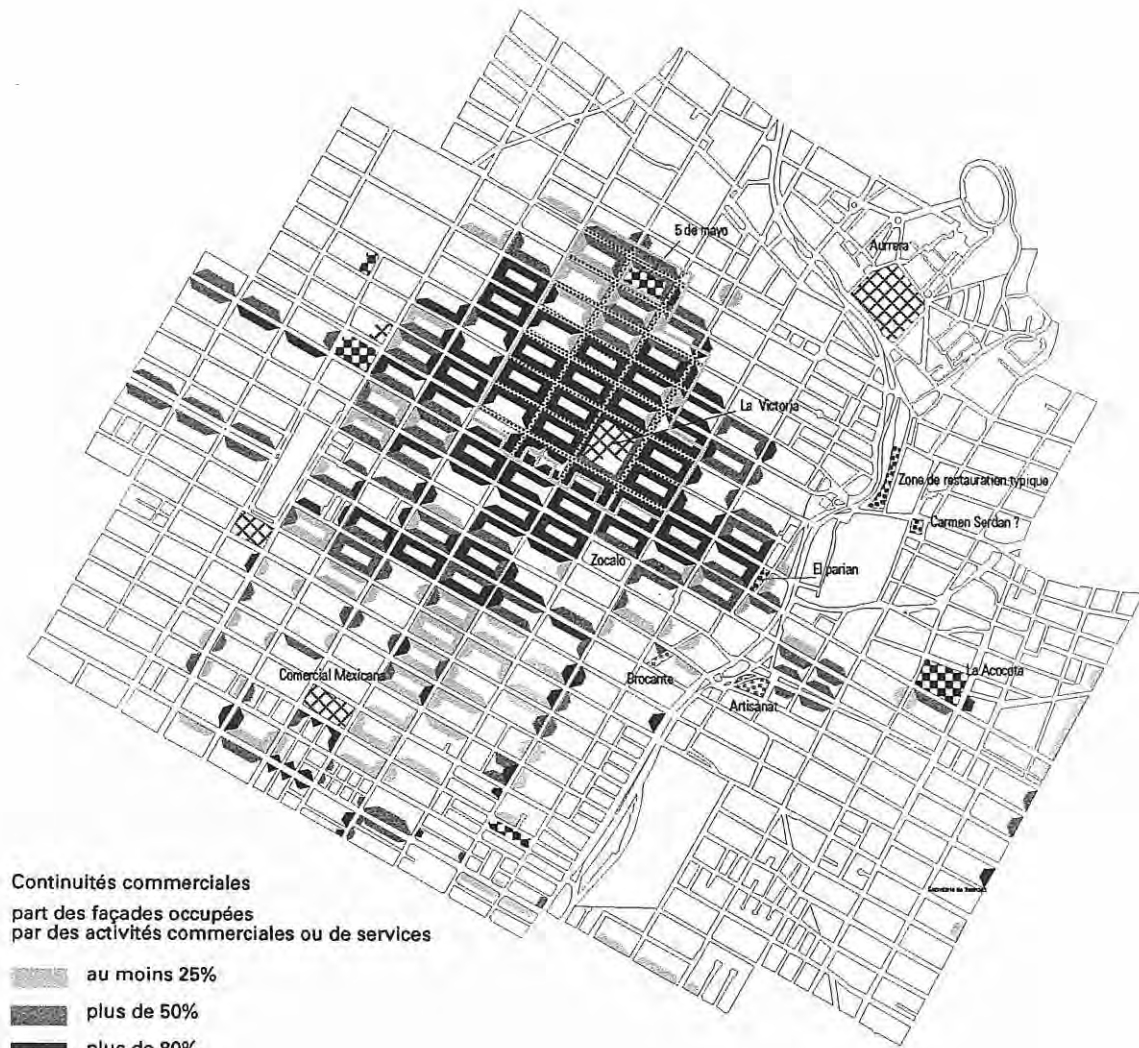 5 de mayo
Aurrera
La Victoria
Zone de restauration typique
Carmen Serdan ?
Zocalo
El parian
Brocante
La Acocota
Comercial Mexicana
Artisanat
Continuités commerciales
part des façades occupées
par des activités commerciales ou de services
au moins 25%
plus de 50%
plus de 80%